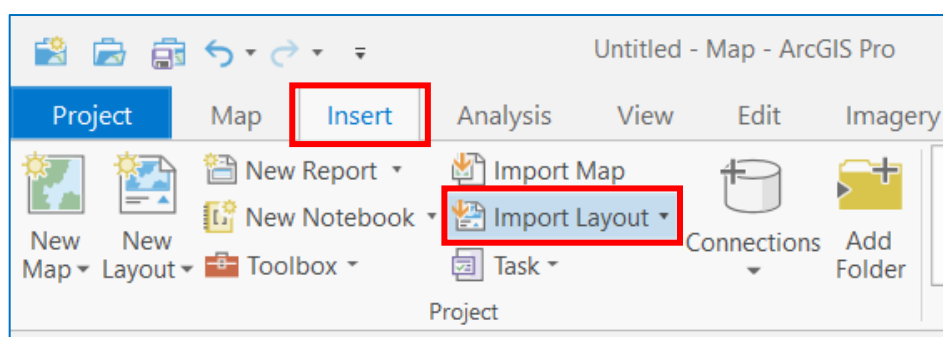 Untitled - Map - ArcGIS Pro
Project Map Insert Analysis View Edit Imagery
New Report Import Map
New Notebook Import Layout
New Map New Layout Toolbox Task Connections Add Folder
Project